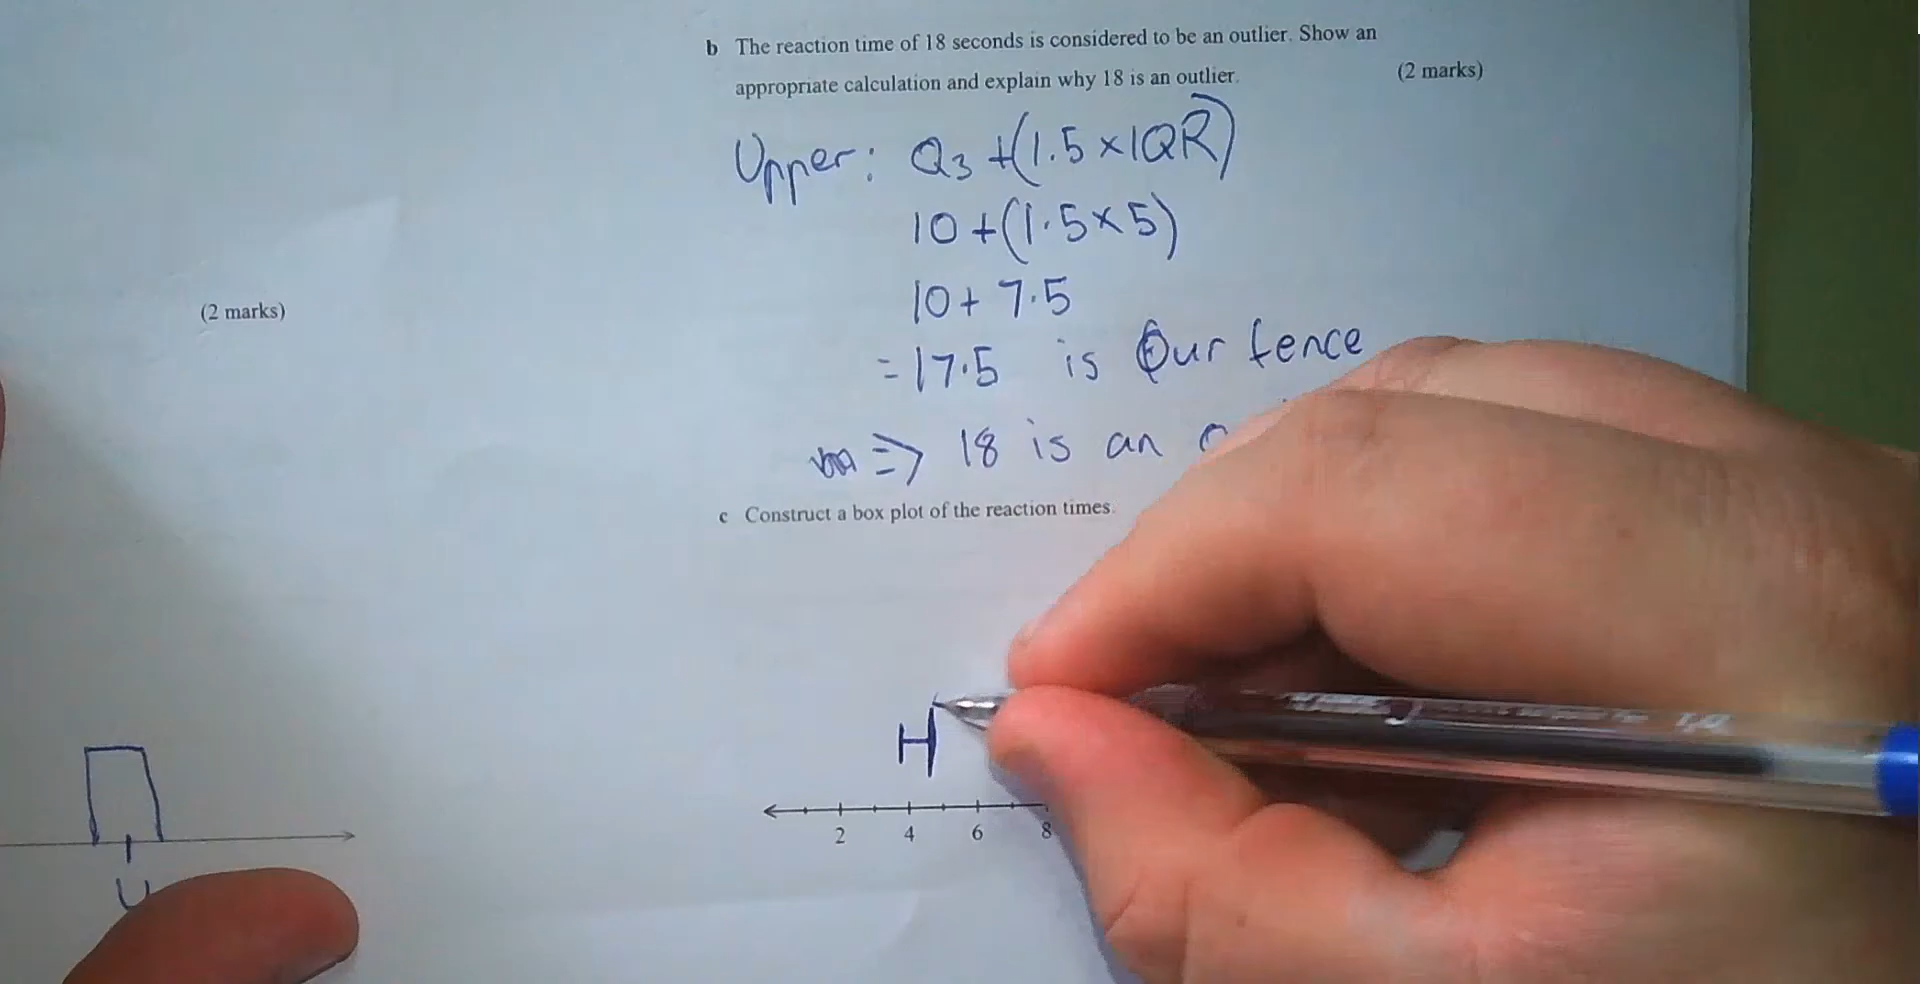 b The reaction time of 18 seconds is considered to be an outlier. Show an
appropriate calculation and explain why 18 is an outlier.
(2 marks)
Upper: Q3 + (1.5 × IQR)
10 + (1.5 × 5)
10 + 7.5
= 17.5 is our fence
(2 marks)
⇒ 18 is an
c Construct a box plot of the reaction times.
2 4 6 8